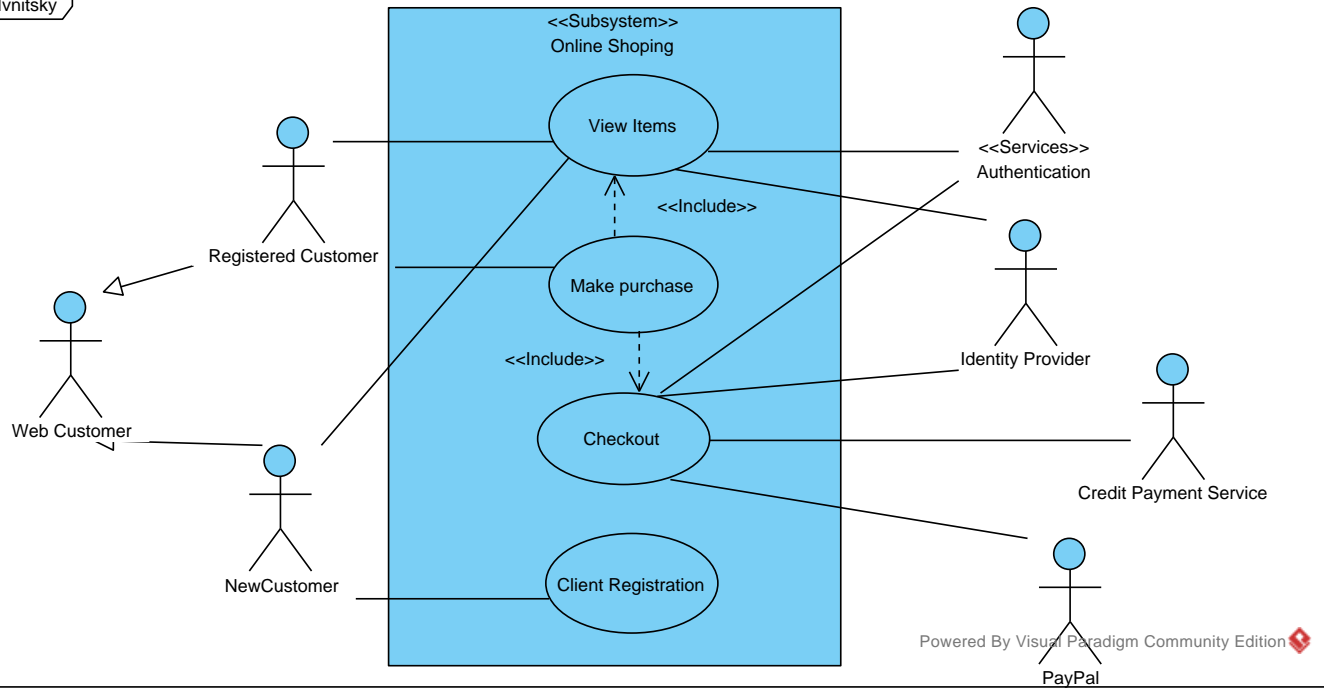 <<Subsystem>>
Online Shoping
View Items
<<Services>>
Authentication
<<Include>>
Registered Customer
Make purchase
Identity Provider
<<Include>>
Web Customer
Checkout
Credit Payment Service
NewCustomer
Client Registration
Powered By Visual Paradigm Community Edition
PayPal